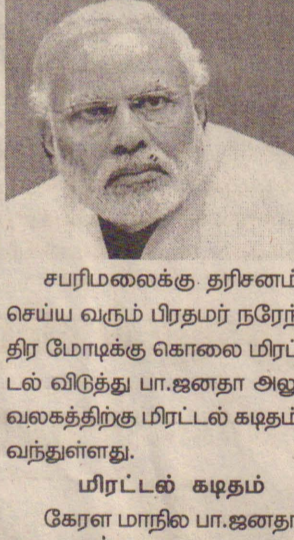 சபரிமலைக்கு தரிசனம்
செய்ய வரும் பிரதமர் நரேந்
திர மோடிக்கு கொலை மிரட்
டல் விடுத்து பா.ஜனதா அலு
வலகத்திற்கு மிரட்டல் கடிதம்
வந்துள்ளது.
மிரட்டல் கடிதம்
கேரள மாநில பா.ஜனதா